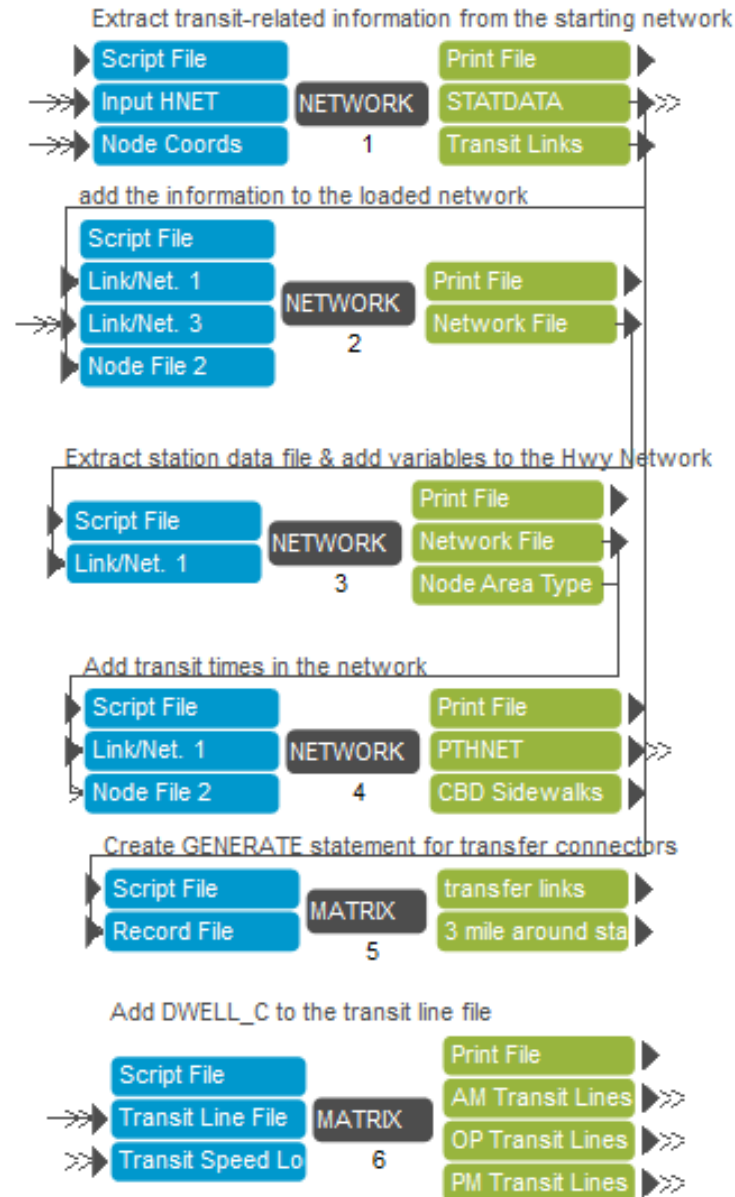 Extract transit-related information from the starting network
Script File
Print File
Input HNET
NETWORK
STATDATA
Node Coords
1
Transit Links
add the information to the loaded network
Script File
Link/Net. 1
Print File
NETWORK
Link/Net. 3
Network File
2
Node File 2
Extract station data file & add variables to the Hwy Network
Print File
Script File
NETWORK
Network File
Link/Net. 1
3
Node Area Type
Add transit times in the network
Script File
Print File
Link/Net. 1
NETWORK
PTHNET
Node File 2
4
CBD Sidewalks
Create GENERATE statement for transfer connectors
Script File
transfer links
MATRIX
Record File
3 mile around sta
5
Add DWELL_C to the transit line file
Print File
Script File
AM Transit Lines
Transit Line File
MATRIX
OP Transit Lines
Transit Speed Lo
6
PM Transit Lines